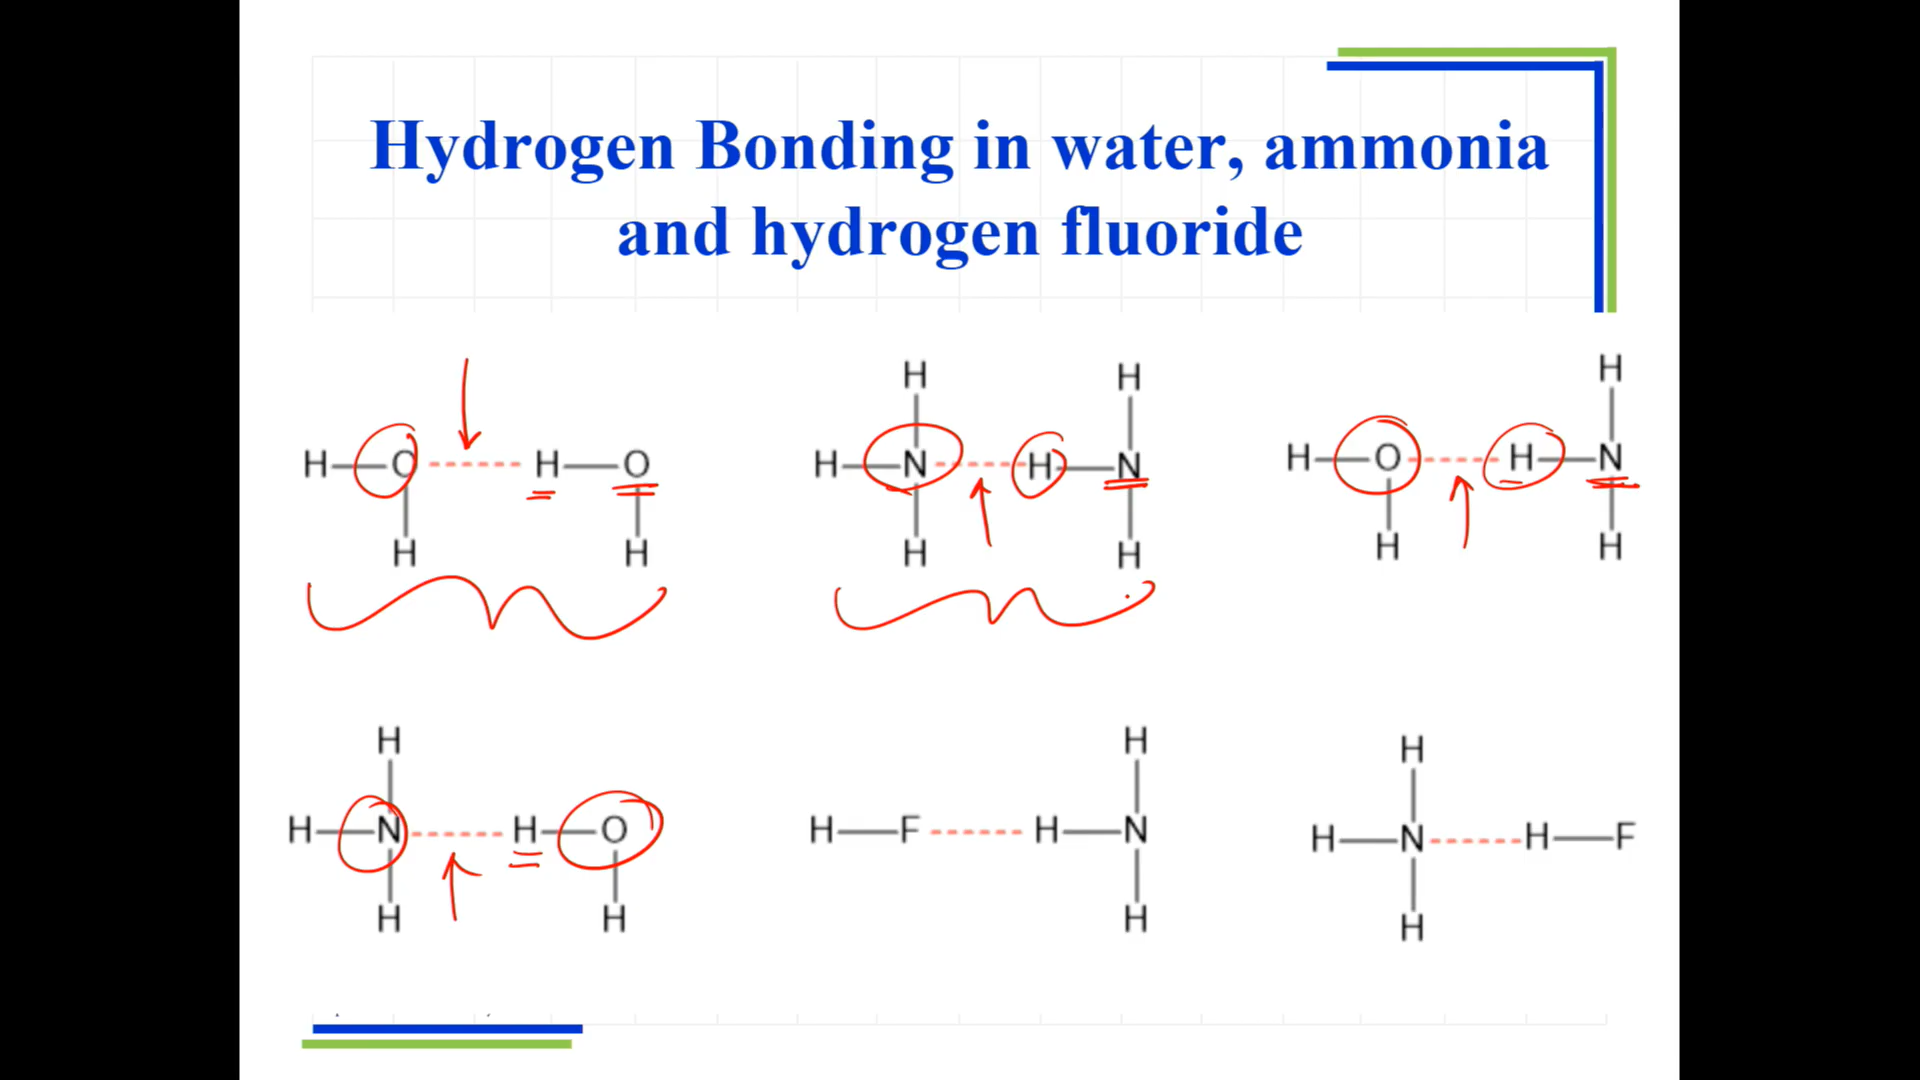 Hydrogen Bonding in water, ammonia
and hydrogen fluoride
H H H
H O H O H N H N H O H N
H H H H H H
H H H
H N H O H F H N H N H F
H H H H